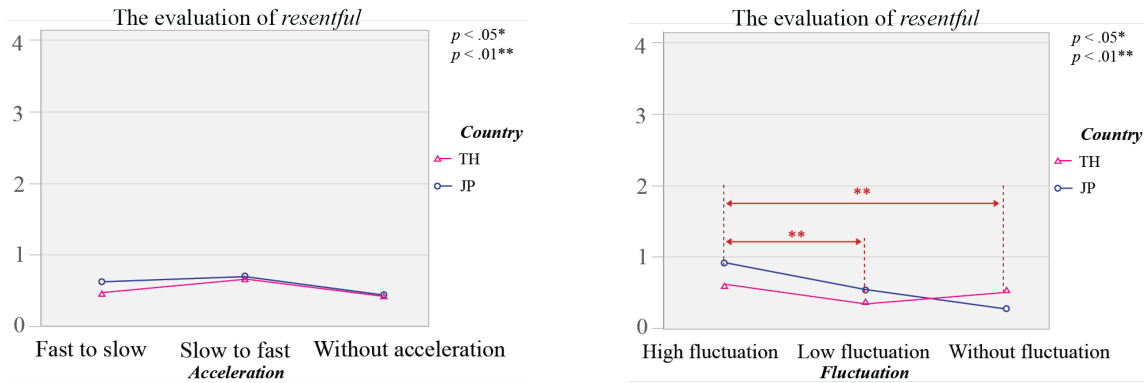 The evaluation of resentful
p < .05*
p < .01**
4
3
2
1
0
Country
TH
JP
Fast to slow
Slow to fast
Without acceleration
Acceleration
The evaluation of resentful
p < .05*
p < .01**
4
3
2
1
0
**
**
Country
TH
JP
High fluctuation
Low fluctuation
Without fluctuation
Fluctuation